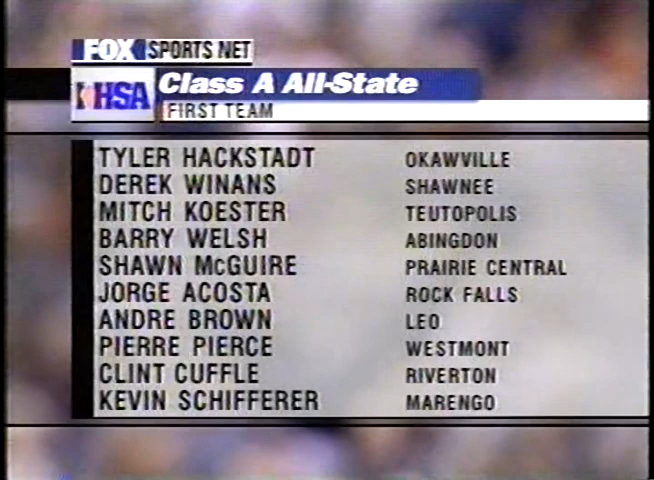 FOX SPORTS NET
IHSA Class A All-State
FIRST TEAM
TYLER HACKSTADT OKAWVILLE
DEREK WINANS SHAWNEE
MITCH KOESTER TEUTOPOLIS
BARRY WELSH ABINGDON
SHAWN McGUIRE PRAIRIE CENTRAL
JORGE ACOSTA ROCK FALLS
ANDRE BROWN LEO
PIERRE PIERCE WESTMONT
CLINT CUFFLE RIVERTON
KEVIN SCHIFFERER MARENGO